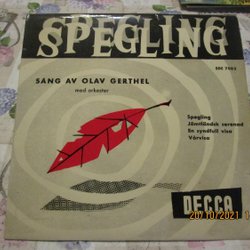 SPEGLING
SÅNG AV OLAV GERTHEL
med orkester
Spegling
Jämtländsk serenad
En syndfull visa
Vårvisa
DECCA
20/10/2021